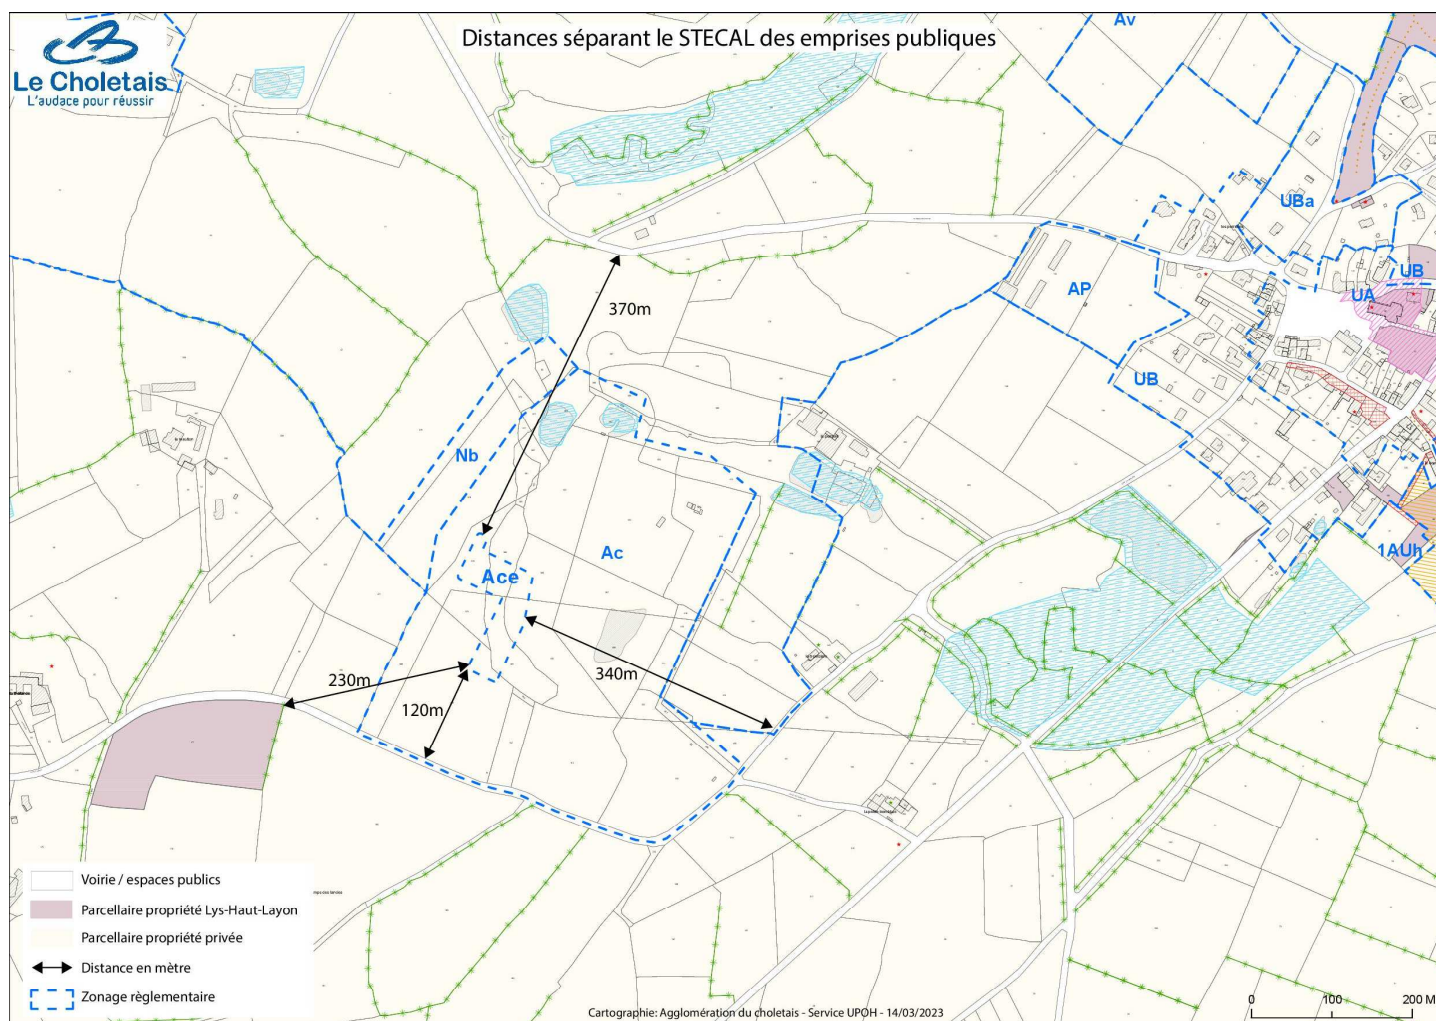 Le Choletais
L'audace pour réussir
Distances séparant le STECAL des emprises publiques
Av
UBa
UB
UA
AP
370m
UB
Nb
Ac
Ace
1AUh
230m
340m
120m
Voirie / espaces publics
Parcellaire propriété Lys-Haut-Layon
Parcellaire propriété privée
Distance en mètre
Zonage règlementaire
Cartographie: Agglomération du choletais - Service UPOH - 14/03/2023
0 100 200 M